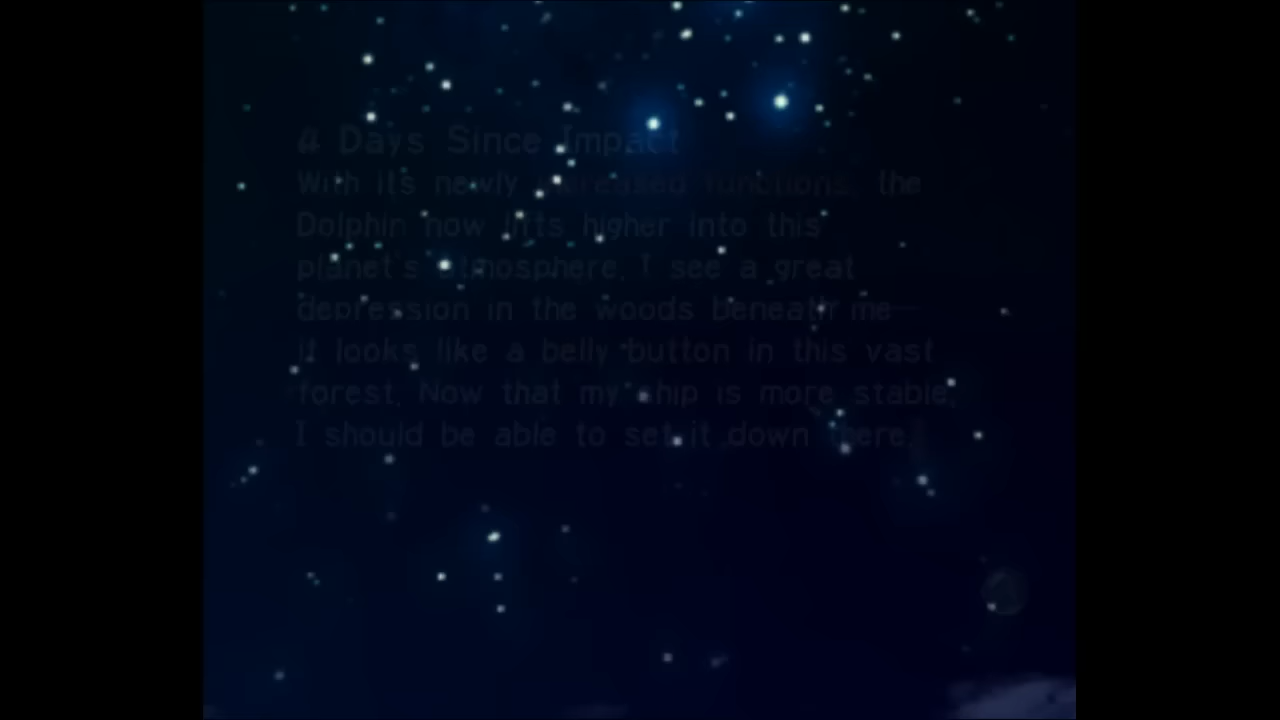 4 Days Since Impact
With its newly increased functions, the
Dolphin now lifts higher into this
planet's atmosphere. I see a great
depression in the woods beneath me
it looks like a belly button in this vast
forest. Now that my ship is more stable,
I should be able to set it down there.